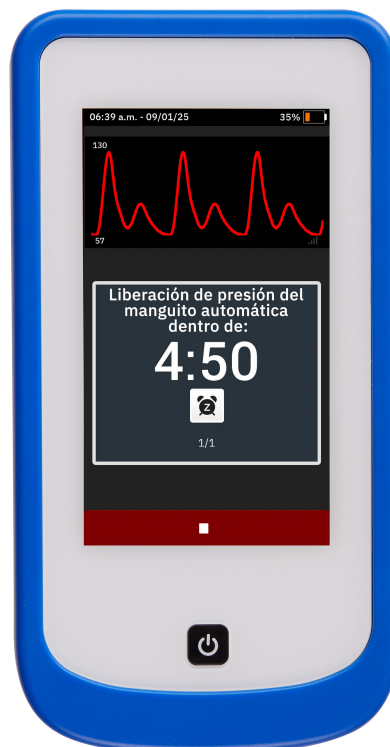 06:39 a.m. - 09/01/25 35%
130
57
Liberación de presión del
manguito automática
dentro de:
4:50
Z
1/1